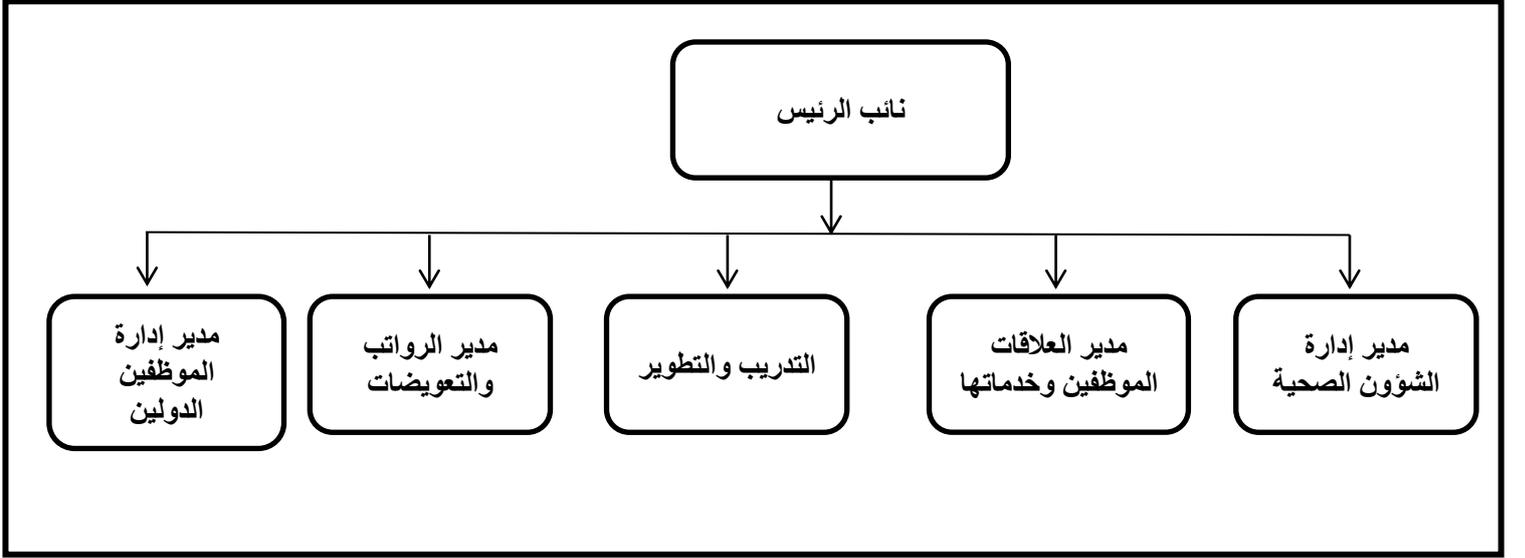 نائب الرئيس
مدير إدارة
الشؤون الصحية
مدير العلاقات
الموظفين وخدماتها
التدريب والتطوير
مدير الرواتب
والتعويضات
مدير إدارة
الموظفين
الدولين